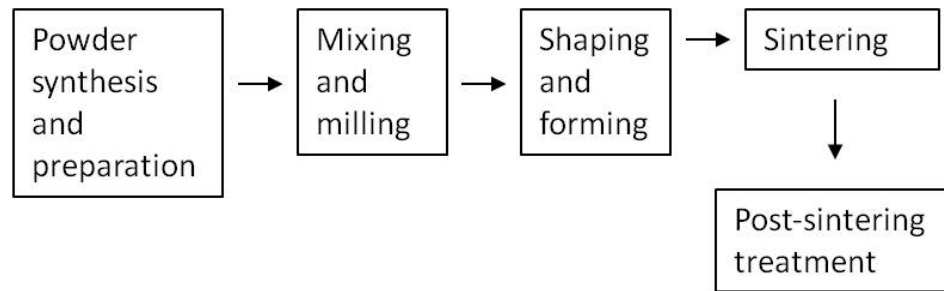 Powder
synthesis
and
preparation
Mixing
and
milling
Shaping
and
forming
Sintering
Post-sintering
treatment